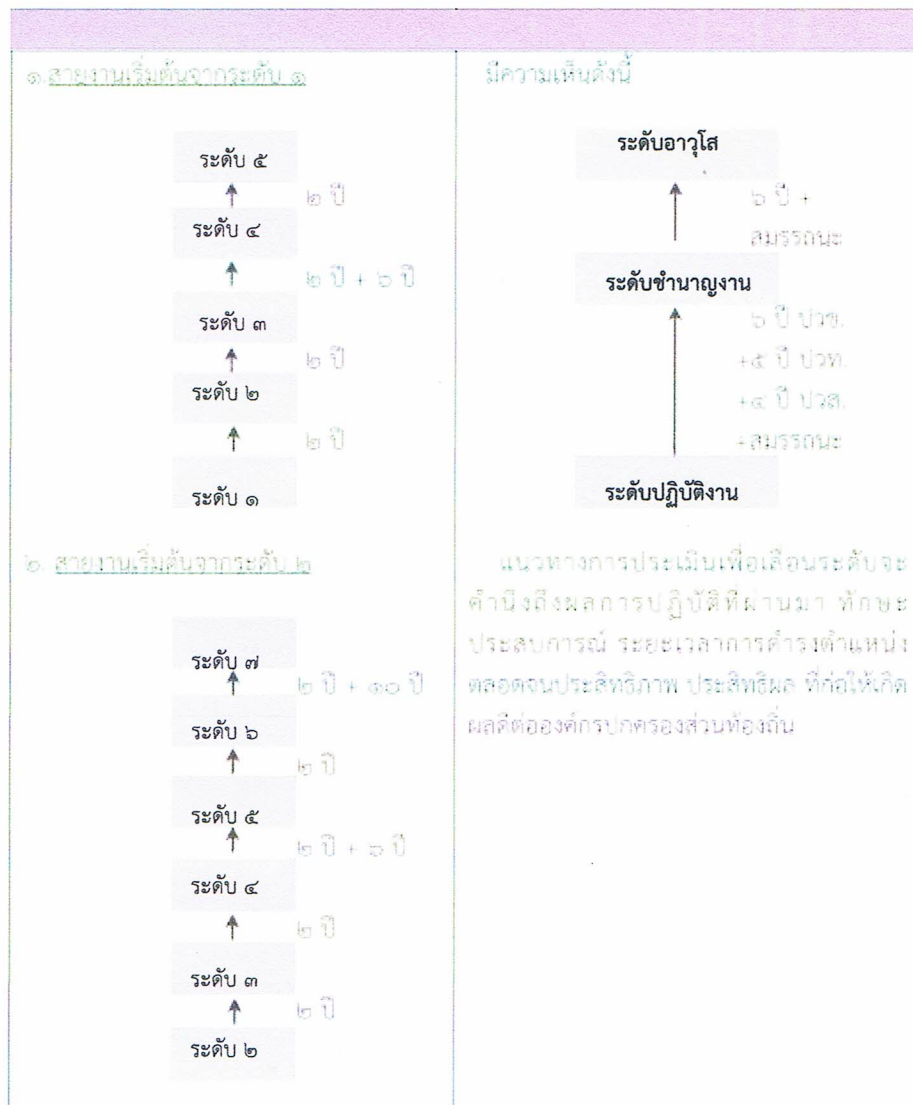 ๑.สายงานเริ่มต้นจากระดับ ๑
ระดับ ๕
๒ ปี
ระดับ ๔
๒ ปี + ๖ ปี
ระดับ ๓
๒ ปี
ระดับ ๒
๒ ปี
ระดับ ๑
๒. สายงานเริ่มต้นจากระดับ ๒
ระดับ ๗
๒ ปี + ๑๐ ปี
ระดับ ๖
๒ ปี
ระดับ ๕
๒ ปี + ๖ ปี
ระดับ ๔
๒ ปี
ระดับ ๓
๒ ปี
ระดับ ๒
มีความเห็นดังนี้
ระดับอาวุโส
๖ ปี +
สมรรถนะ
ระดับชำนาญงาน
๖ ปี ปวช.
+๕ ปี ปวท.
+๔ ปี ปวส.
+สมรรถนะ
ระดับปฏิบัติงาน
แนวทางการประเมินเพื่อเลื่อนระดับจะ
คำนึงถึงผลการปฏิบัติที่ผ่านมา ทักษะ
ประสบการณ์ ระยะเวลาการดำรงตำแหน่ง
ตลอดจนประสิทธิภาพ ประสิทธิผล ที่ก่อให้เกิด
ผลดีต่อองค์กรปกครองส่วนท้องถิ่น